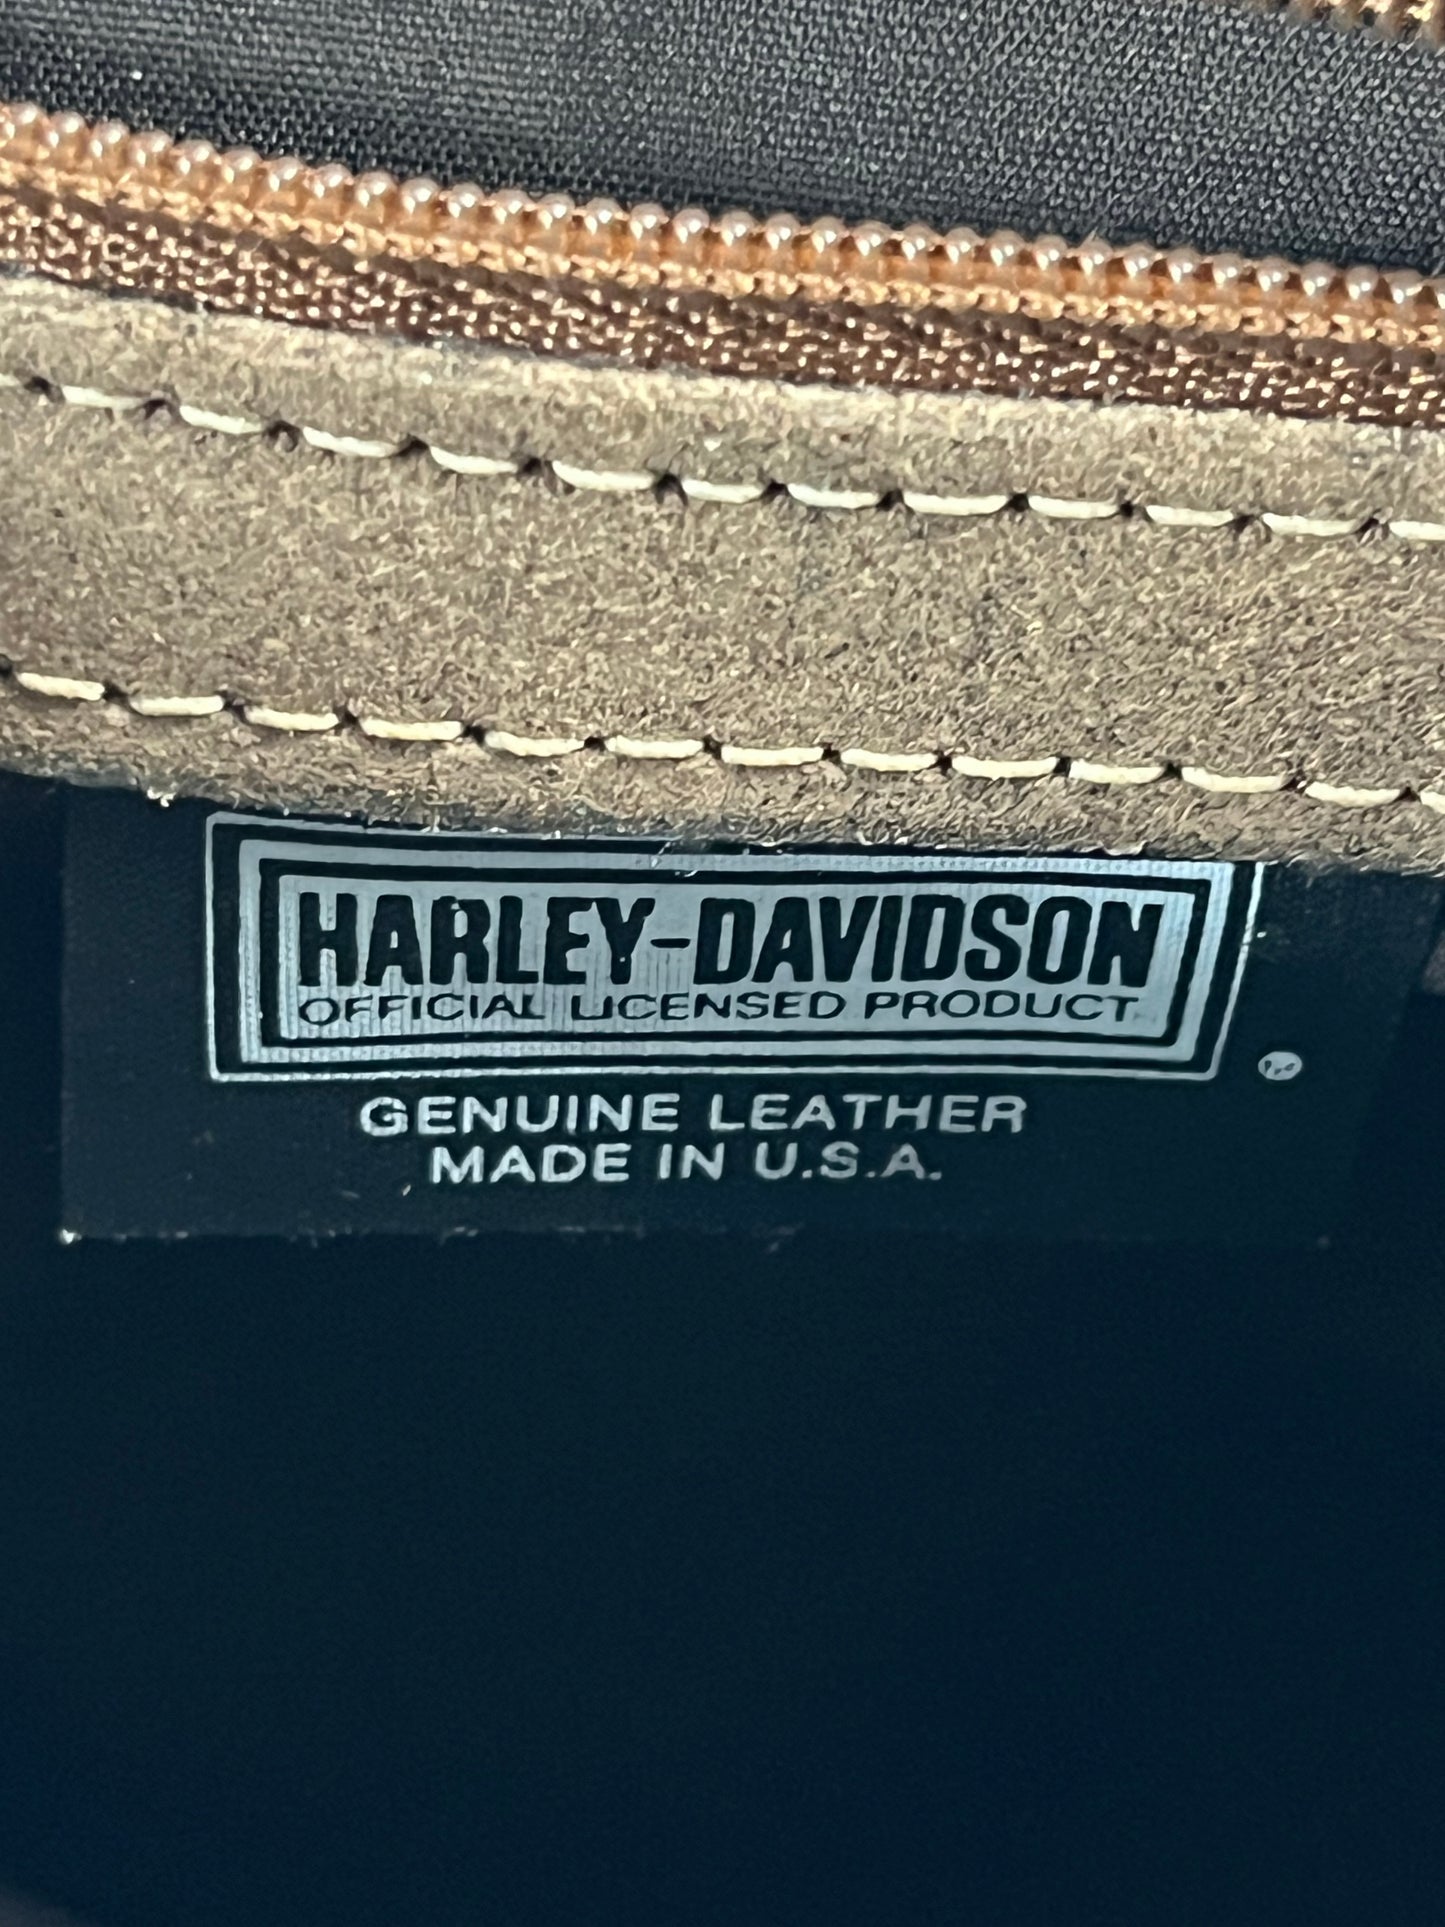 HARLEY-DAVIDSON
OFFICIAL LICENSED PRODUCT
GENUINE LEATHER
MADE IN U.S.A.